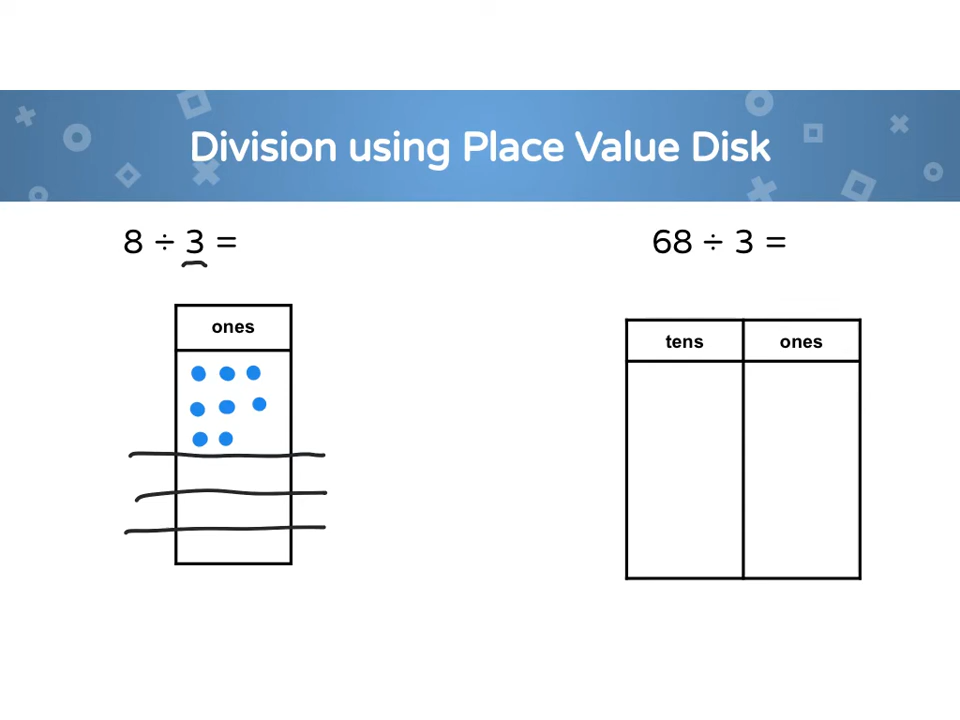 Division using Place Value Disk
8 ÷ 3 =
68 ÷ 3 =
ones
tens ones